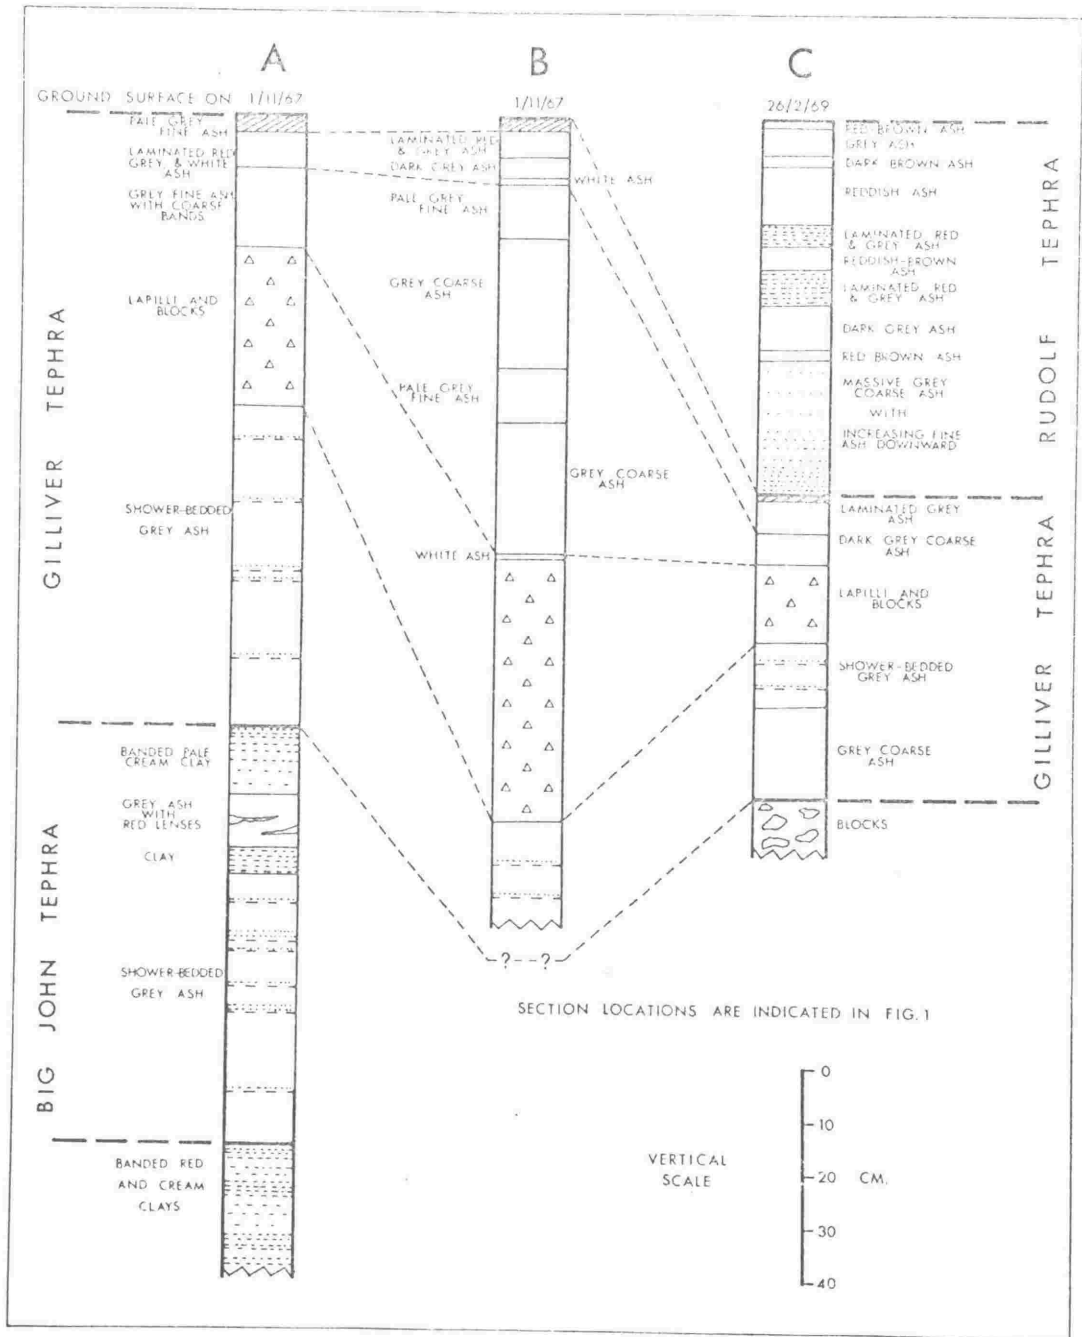 A
B
C
GROUND SURFACE ON 1/11/67
1/11/67
26/2/69
GILLIVER TEPHRA
BIG JOHN TEPHRA
PALE GREY
FINE ASH
LAMINATED RED
GREY & WHITE
ASH
GREY FINE ASH
WITH COARSE
BANDS
LAPILLI AND
BLOCKS
SHOWER-BEDDED
GREY ASH
BANDED PALE
CREAM CLAY
GREY ASH
WITH
RED LENSES
CLAY
SHOWER-BEDDED
GREY ASH
BANDED RED
AND CREAM
CLAYS
LAMINATED RED
& GREY ASH
DARK GREY ASH
WHITE ASH
PALE GREY
FINE ASH
GREY COARSE
ASH
PALE GREY
FINE ASH
GREY COARSE
ASH
WHITE ASH
?--?
RED BROWN ASH
GREY ASH
DARK BROWN ASH
REDDISH ASH
LAMINATED RED
& GREY ASH
REDDISH-BROWN
ASH
LAMINATED RED
& GREY ASH
DARK GREY ASH
RED BROWN ASH
MASSIVE GREY
COARSE ASH
WITH
INCREASING FINE
ASH DOWNWARD
LAMINATED GREY
ASH
DARK GREY COARSE
ASH
LAPILLI AND
BLOCKS
SHOWER-BEDDED
GREY ASH
GREY COARSE
ASH
BLOCKS
RUDOLF TEPHRA
GILLIVER TEPHRA
SECTION LOCATIONS ARE INDICATED IN FIG. 1
VERTICAL
SCALE
0
10
20 CM.
30
40